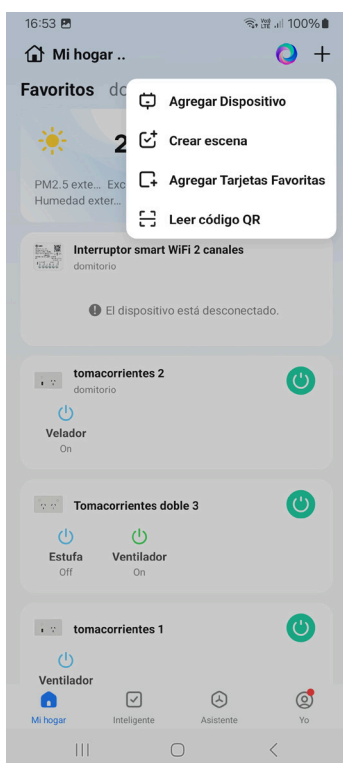 16:53
100%
Mi hogar ..
Favoritos
Agregar Dispositivo
Crear escena
Agregar Tarjetas Favoritas
Leer código QR
2
PM2.5 exte... Exc
Humedad exter...
Interruptor smart WiFi 2 canales
domitorio
El dispositivo está desconectado.
tomacorrientes 2
domitorio
Velador
On
Tomacorrientes doble 3
Estufa Ventilador
Off On
tomacorrientes 1
Ventilador
Mi hogar Inteligente Asistente Yo